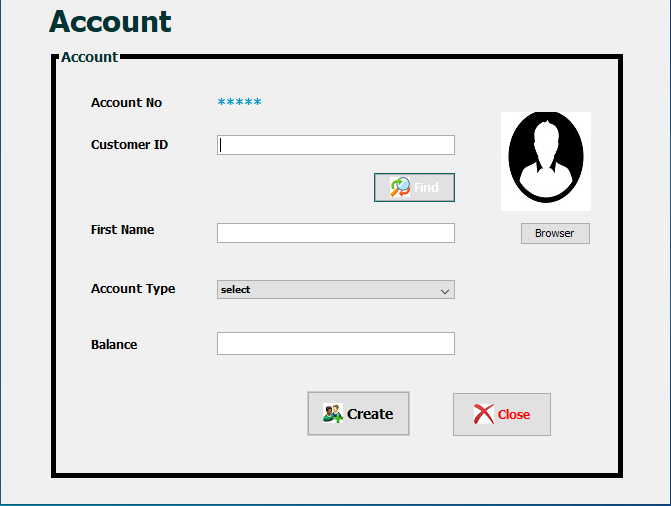 Account
Account
Account No *****
Customer ID
Find
First Name
Browser
Account Type select
Balance
Create Close